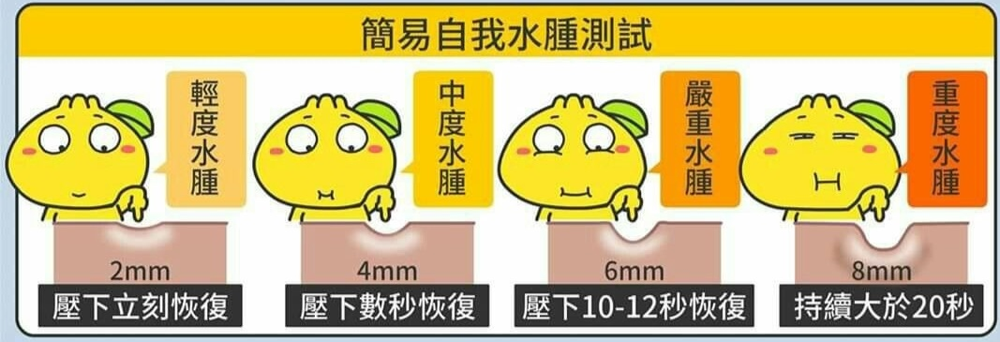 簡易自我水腫測試
輕度水腫
中度水腫
嚴重水腫
重度水腫
2mm
4mm
6mm
8mm
壓下立刻恢復
壓下數秒恢復
壓下10-12秒恢復
持續大於20秒